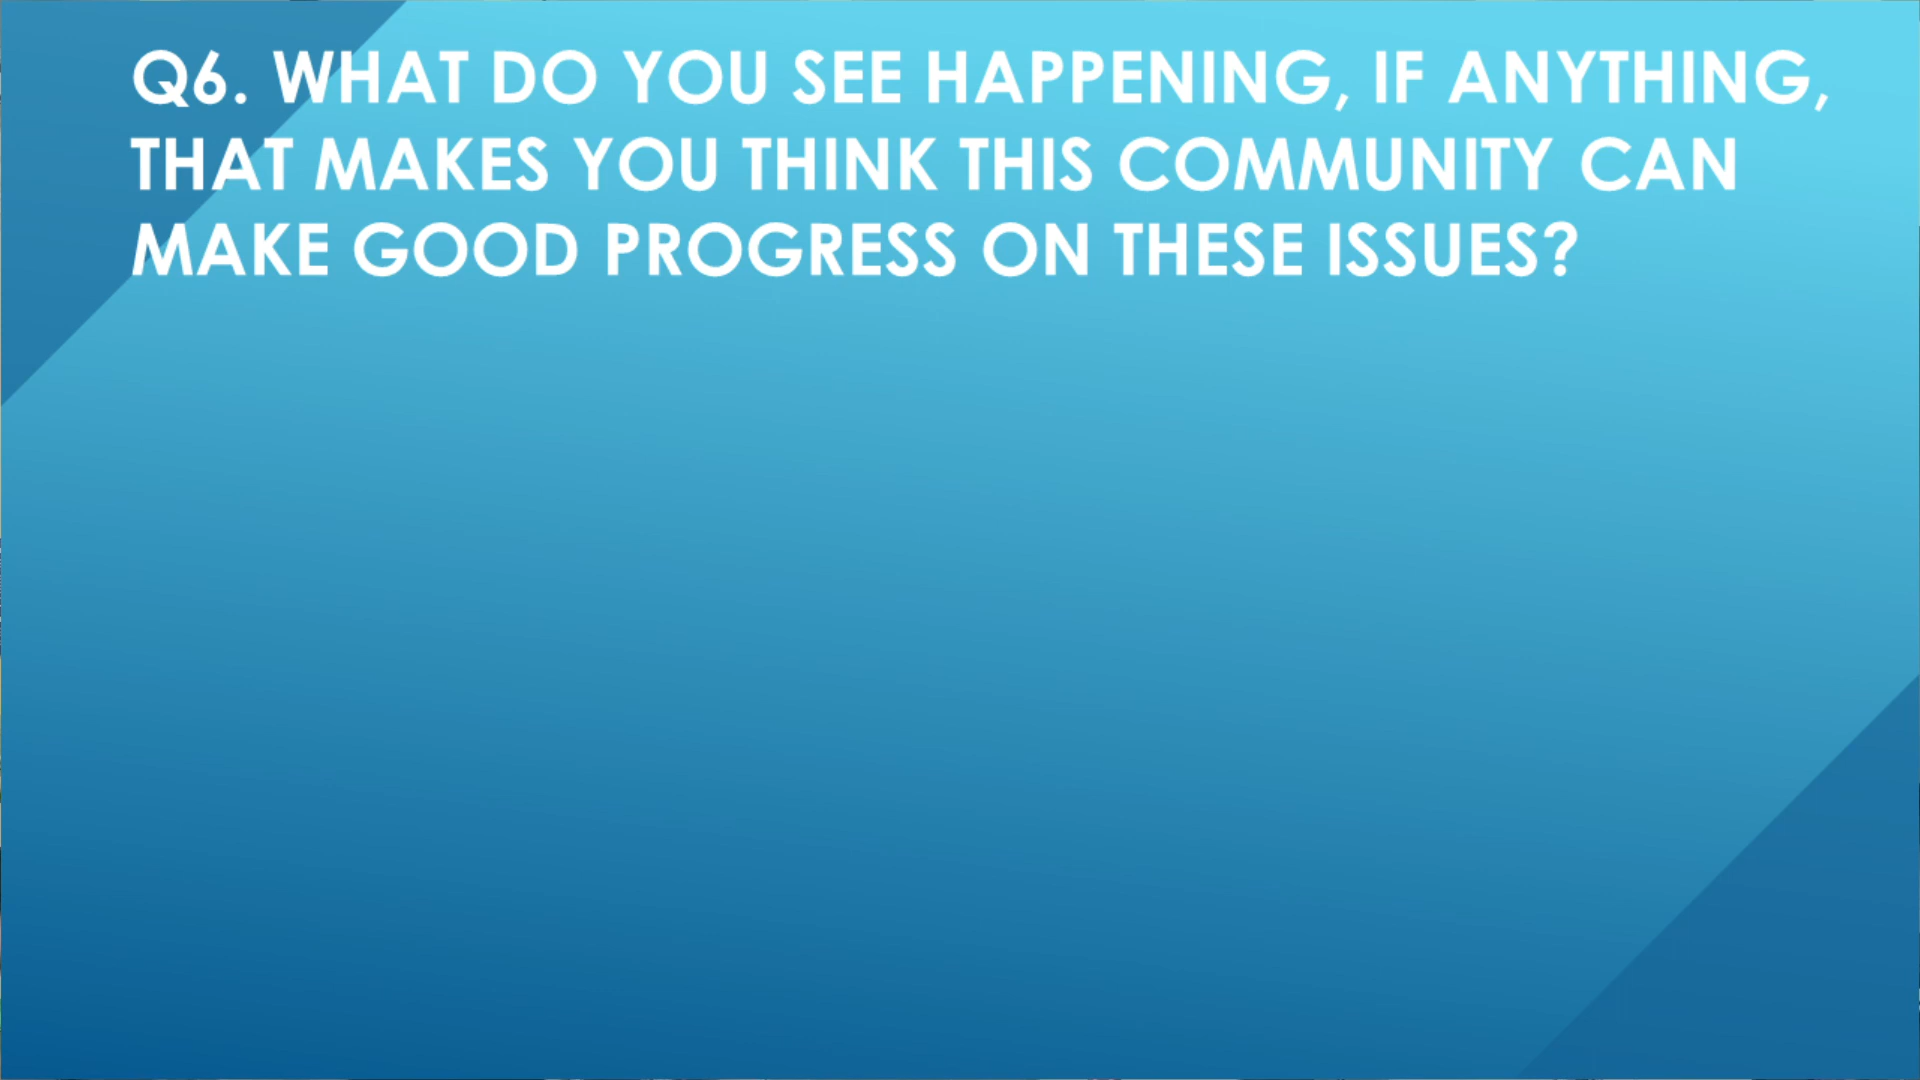 Q6. WHAT DO YOU SEE HAPPENING, IF ANYTHING,
THAT MAKES YOU THINK THIS COMMUNITY CAN
MAKE GOOD PROGRESS ON THESE ISSUES?